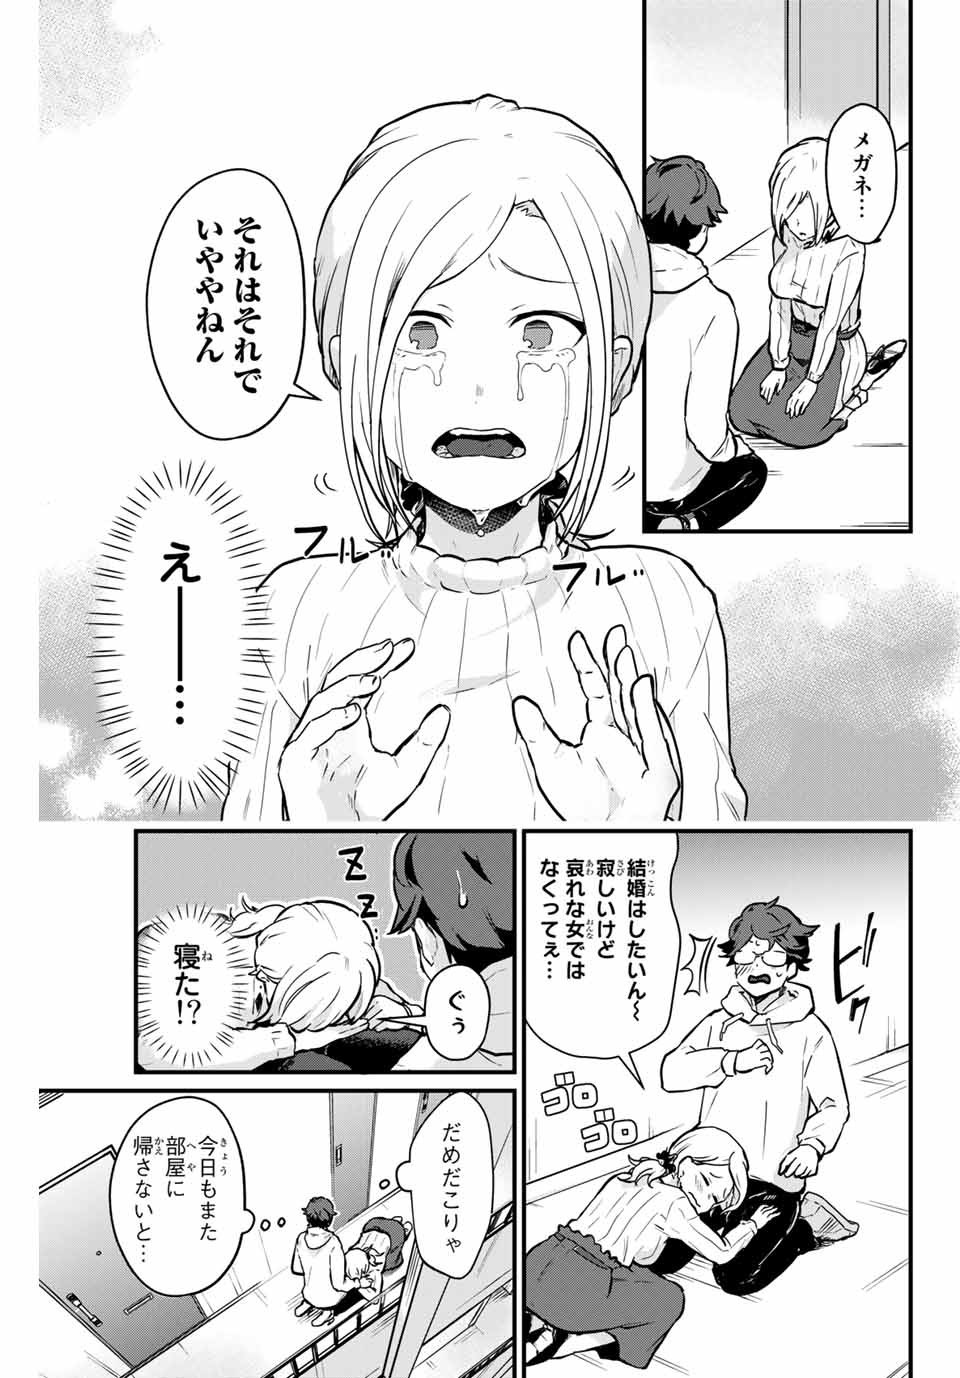 メガネ…
それはそれで
いややねん
フルッ
フルッ
え――…
結婚はしたいん〜
寂しいけど
哀れな女では
なくってぇ…
ビクッ
ゴロ
ゴロ
Z
Z
Z
ぐぅ
寝た!?
だめだこりゃ
今日もまた
部屋に
帰さないと…